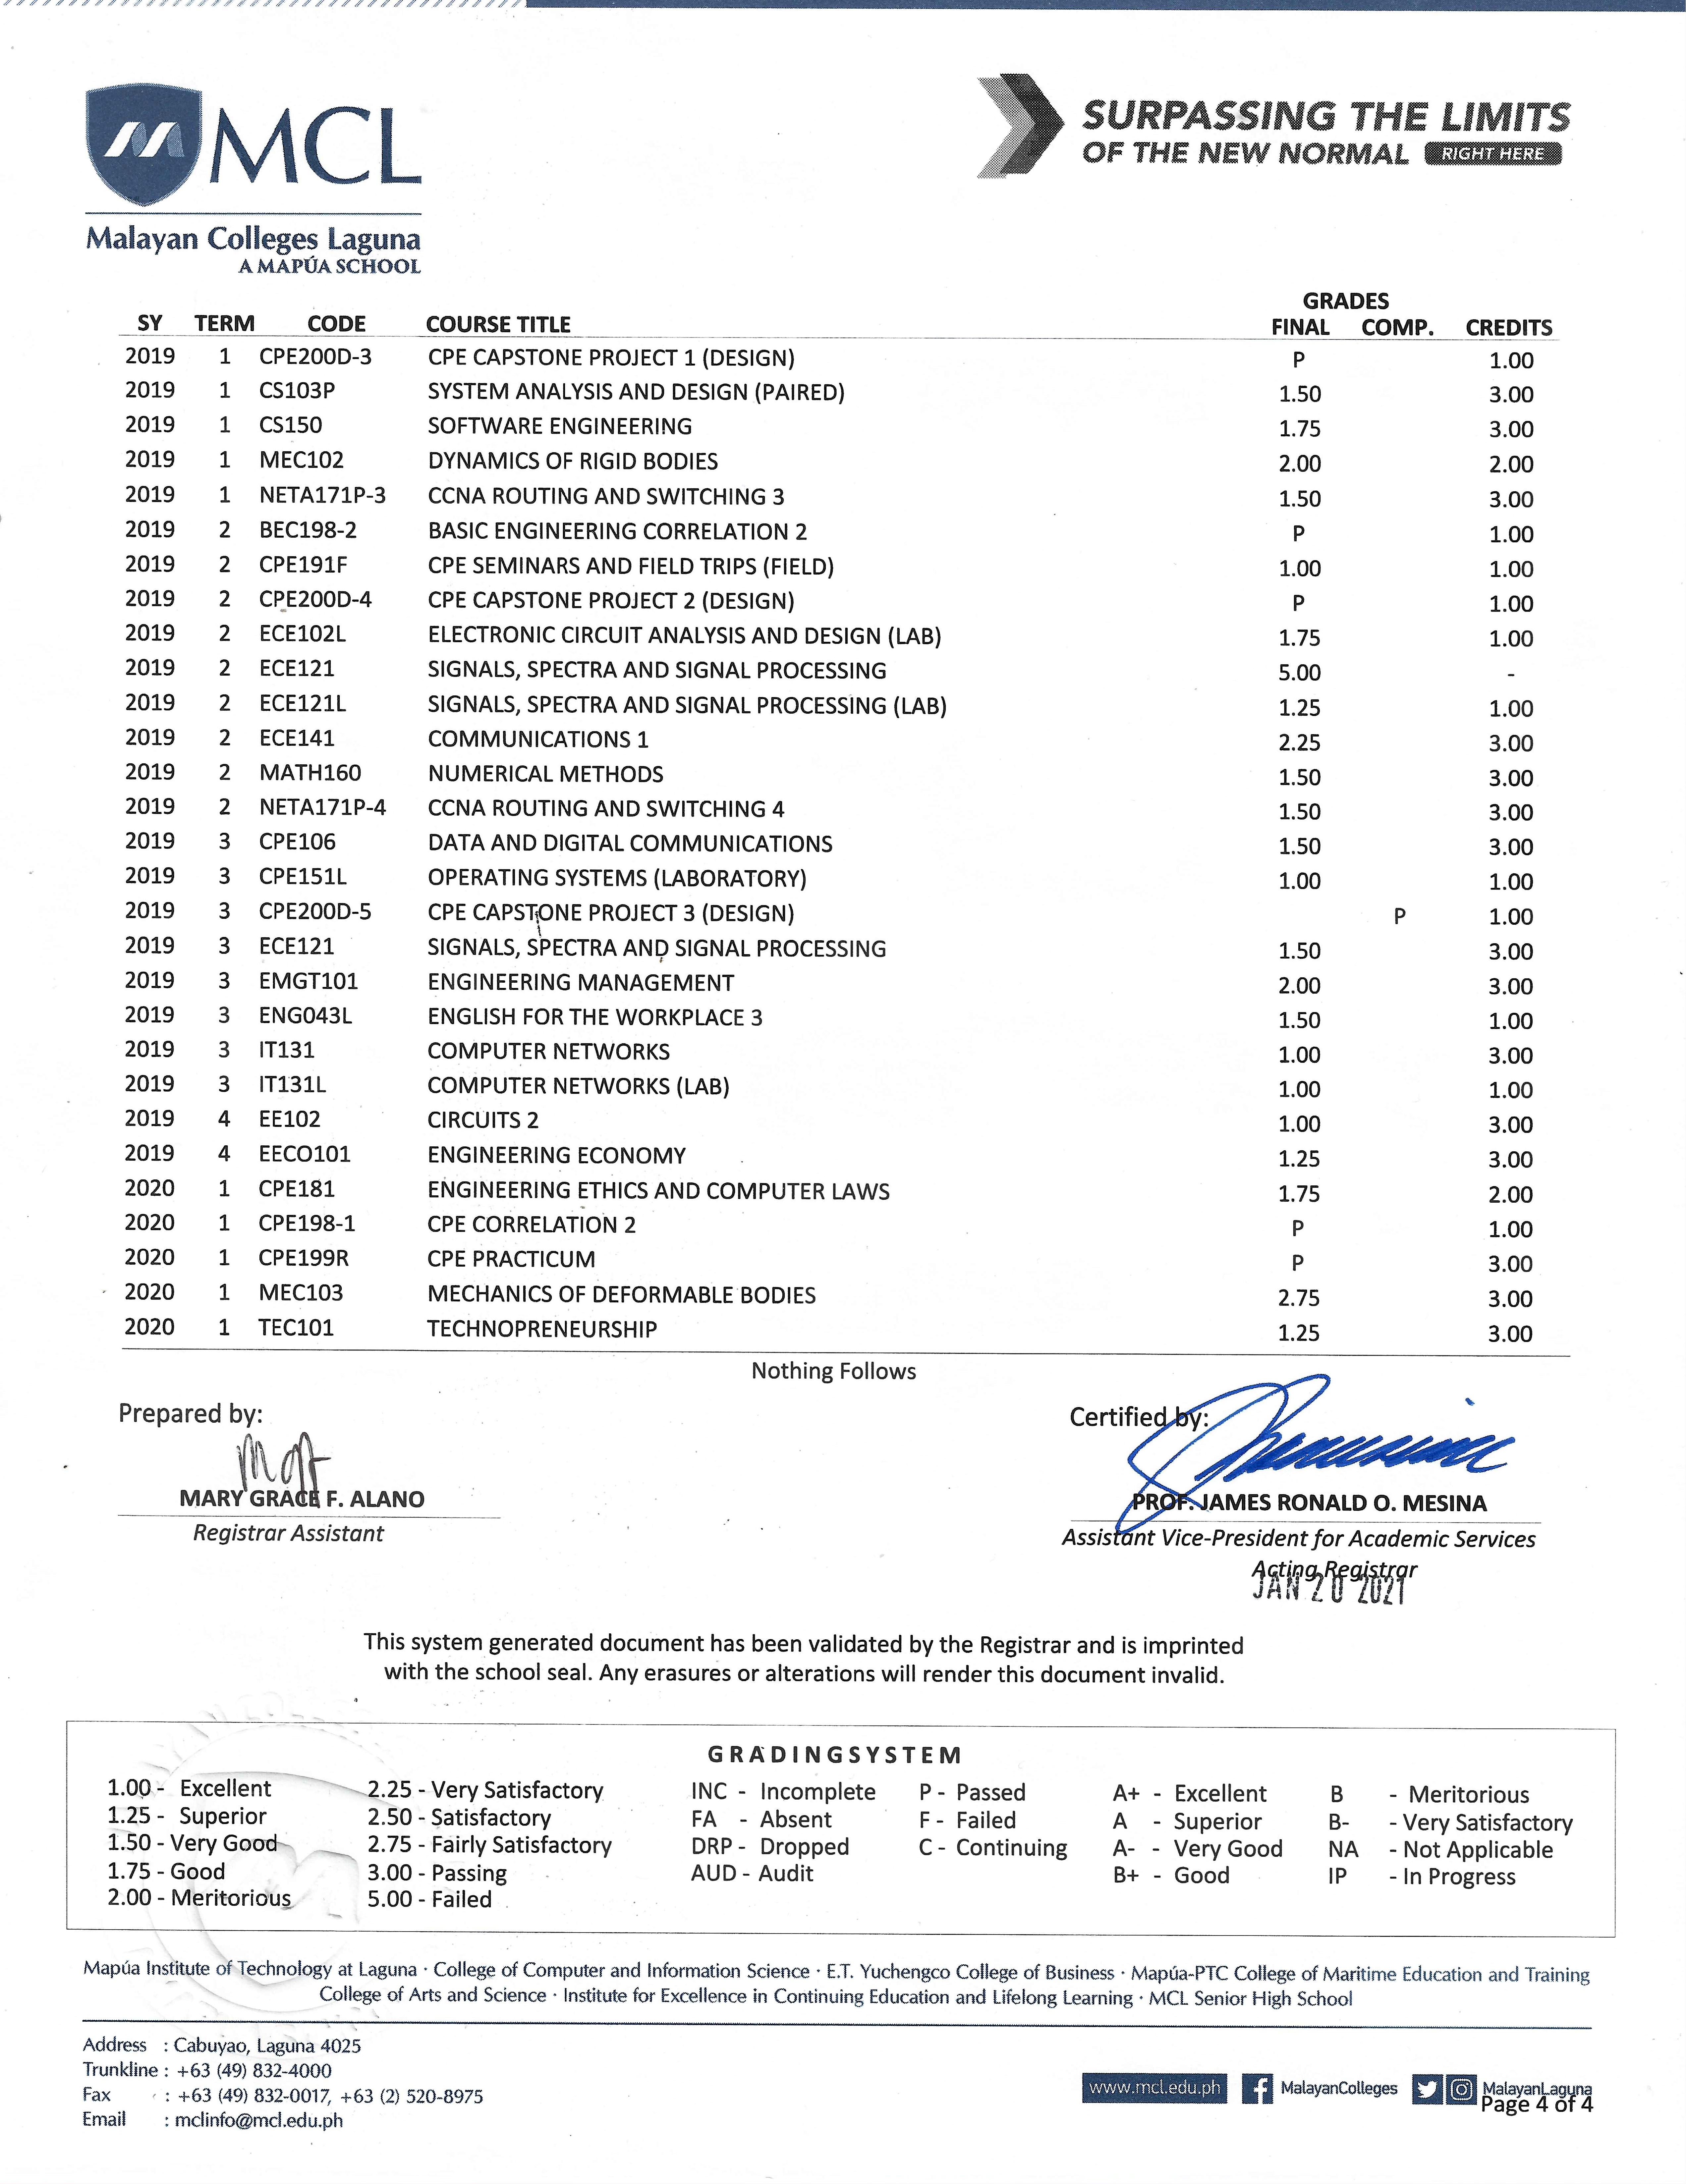 MCL
Malayan Colleges Laguna
A MAPÚA SCHOOL
SURPASSING THE LIMITS
OF THE NEW NORMAL RIGHT HERE
GRADES
SY TERM CODE COURSE TITLE FINAL COMP. CREDITS
2019 1 CPE200D-3 CPE CAPSTONE PROJECT 1 (DESIGN) P 1.00
2019 1 CS103P SYSTEM ANALYSIS AND DESIGN (PAIRED) 1.50 3.00
2019 1 CS150 SOFTWARE ENGINEERING 1.75 3.00
2019 1 MEC102 DYNAMICS OF RIGID BODIES 2.00 2.00
2019 1 NETA171P-3 CCNA ROUTING AND SWITCHING 3 1.50 3.00
2019 2 BEC198-2 BASIC ENGINEERING CORRELATION 2 P 1.00
2019 2 CPE191F CPE SEMINARS AND FIELD TRIPS (FIELD) 1.00 1.00
2019 2 CPE200D-4 CPE CAPSTONE PROJECT 2 (DESIGN) P 1.00
2019 2 ECE102L ELECTRONIC CIRCUIT ANALYSIS AND DESIGN (LAB) 1.75 1.00
2019 2 ECE121 SIGNALS, SPECTRA AND SIGNAL PROCESSING 5.00 -
2019 2 ECE121L SIGNALS, SPECTRA AND SIGNAL PROCESSING (LAB) 1.25 1.00
2019 2 ECE141 COMMUNICATIONS 1 2.25 3.00
2019 2 MATH160 NUMERICAL METHODS 1.50 3.00
2019 2 NETA171P-4 CCNA ROUTING AND SWITCHING 4 1.50 3.00
2019 3 CPE106 DATA AND DIGITAL COMMUNICATIONS 1.50 3.00
2019 3 CPE151L OPERATING SYSTEMS (LABORATORY) 1.00 1.00
2019 3 CPE200D-5 CPE CAPSTONE PROJECT 3 (DESIGN) P 1.00
2019 3 ECE121 SIGNALS, SPECTRA AND SIGNAL PROCESSING 1.50 3.00
2019 3 EMGT101 ENGINEERING MANAGEMENT 2.00 3.00
2019 3 ENG043L ENGLISH FOR THE WORKPLACE 3 1.50 1.00
2019 3 IT131 COMPUTER NETWORKS 1.00 3.00
2019 3 IT131L COMPUTER NETWORKS (LAB) 1.00 1.00
2019 4 EE102 CIRCUITS 2 1.00 3.00
2019 4 EECO101 ENGINEERING ECONOMY 1.25 3.00
2020 1 CPE181 ENGINEERING ETHICS AND COMPUTER LAWS 1.75 2.00
2020 1 CPE198-1 CPE CORRELATION 2 P 1.00
2020 1 CPE199R CPE PRACTICUM P 3.00
2020 1 MEC103 MECHANICS OF DEFORMABLE BODIES 2.75 3.00
2020 1 TEC101 TECHNOPRENEURSHIP 1.25 3.00
Nothing Follows
Prepared by: Certified by:
MARY GRACE F. ALANO PROF. JAMES RONALD O. MESINA
Registrar Assistant Assistant Vice-President for Academic Services
Acting Registrar
JAN 20 2021
This system generated document has been validated by the Registrar and is imprinted
with the school seal. Any erasures or alterations will render this document invalid.
GRADINGSYSTEM
1.00 - Excellent 2.25 - Very Satisfactory INC - Incomplete P - Passed A+ - Excellent B - Meritorious
1.25 - Superior 2.50 - Satisfactory FA - Absent F - Failed A - Superior B- - Very Satisfactory
1.50 - Very Good 2.75 - Fairly Satisfactory DRP - Dropped C - Continuing A- - Very Good NA - Not Applicable
1.75 - Good 3.00 - Passing AUD - Audit B+ - Good IP - In Progress
2.00 - Meritorious 5.00 - Failed
Mapúa Institute of Technology at Laguna · College of Computer and Information Science · E.T. Yuchengco College of Business · Mapúa-PTC College of Maritime Education and Training
College of Arts and Science · Institute for Excellence in Continuing Education and Lifelong Learning · MCL Senior High School
Address : Cabuyao, Laguna 4025
Trunkline : +63 (49) 832-4000
Fax : +63 (49) 832-0017, +63 (2) 520-8975
Email : mclinfo@mcl.edu.ph
www.mcl.edu.ph MalayanColleges MalayanLaguna
Page 4 of 4